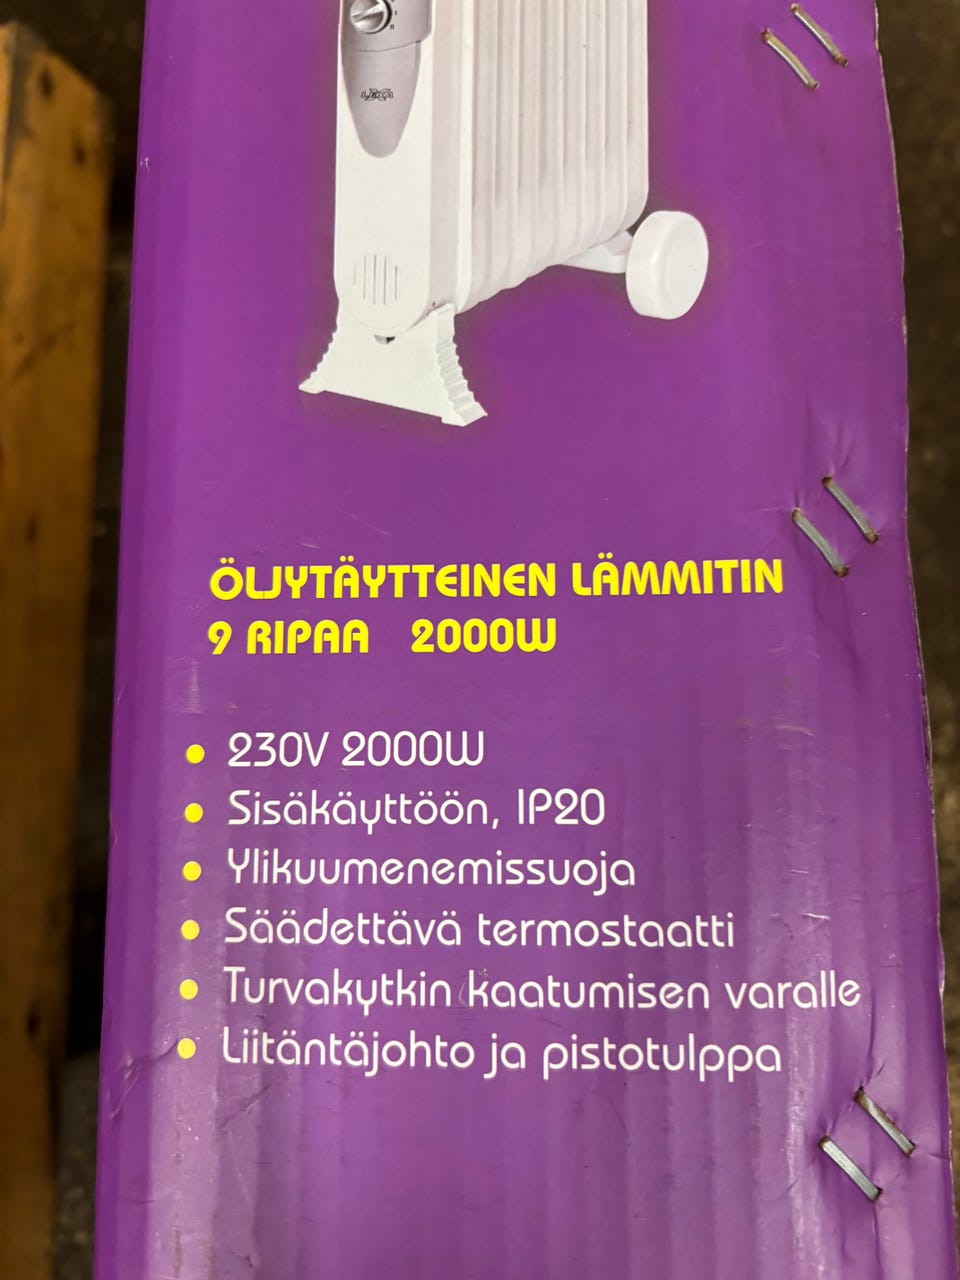 ÖLJYTÄYTTEINEN LÄMMITIN
9 RIPAA 2000W
• 230V 2000W
• Sisäkäyttöön, IP20
• Ylikuumenemissuoja
• Säädettävä termostaatti
• Turvakytkin kaatumisen varalle
• Liitäntäjohto ja pistotulppa